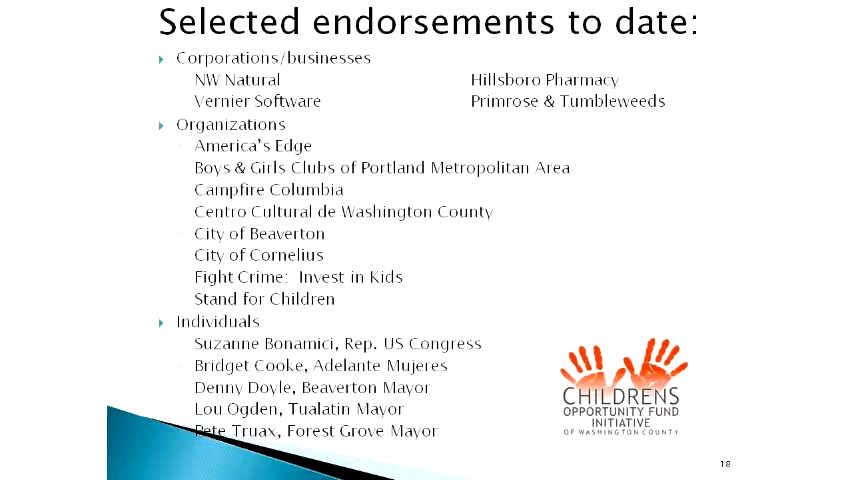 Selected endorsements to date:
Corporations/businesses
NW Natural Hillsboro Pharmacy
Vernier Software Primrose & Tumbleweeds
Organizations
America's Edge
Boys & Girls Clubs of Portland Metropolitan Area
Campfire Columbia
Centro Cultural de Washington County
City of Beaverton
City of Cornelius
Fight Crime: Invest in Kids
Stand for Children
Individuals
Suzanne Bonamici, Rep. US Congress
Bridget Cooke, Adelante Mujeres
Denny Doyle, Beaverton Mayor
Lou Ogden, Tualatin Mayor
Pete Truax, Forest Grove Mayor
CHILDRENS
OPPORTUNITY FUND
INITIATIVE
OF WASHINGTON COUNTY
18